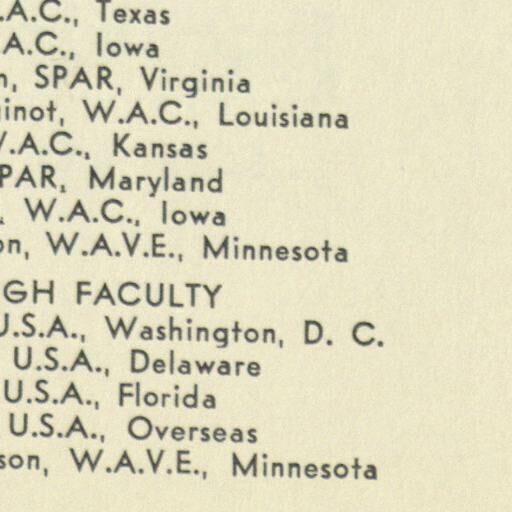 .A.C., Texas
A.C., Iowa
n, SPAR, Virginia
inot, W.A.C., Louisiana
.A.C., Kansas
PAR, Maryland
, W.A.C., Iowa
on, W.A.V.E., Minnesota
GH FACULTY
U.S.A., Washington, D. C.
U.S.A., Delaware
U.S.A., Florida
U.S.A., Overseas
son, W.A.V.E., Minnesota